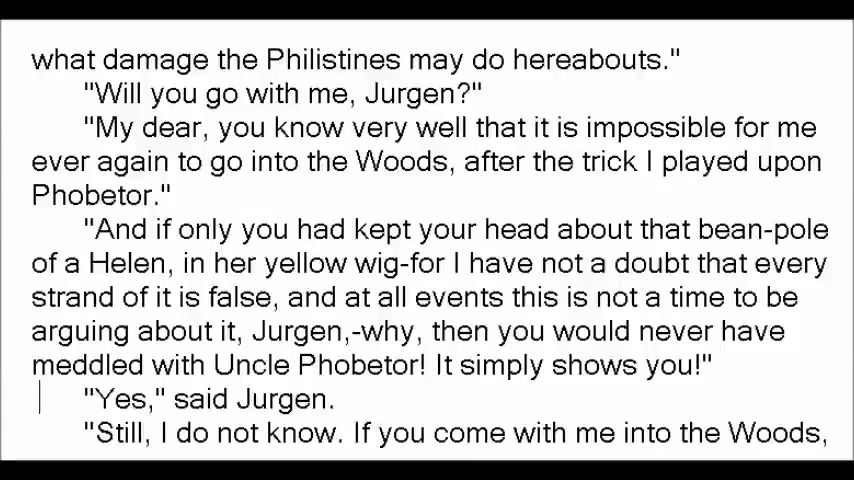 what damage the Philistines may do hereabouts."
"Will you go with me, Jurgen?"
"My dear, you know very well that it is impossible for me
ever again to go into the Woods, after the trick I played upon
Phobetor."
"And if only you had kept your head about that bean-pole
of a Helen, in her yellow wig-for I have not a doubt that every
strand of it is false, and at all events this is not a time to be
arguing about it, Jurgen,-why, then you would never have
meddled with Uncle Phobetor! It simply shows you!"
"Yes," said Jurgen.
"Still, I do not know. If you come with me into the Woods,